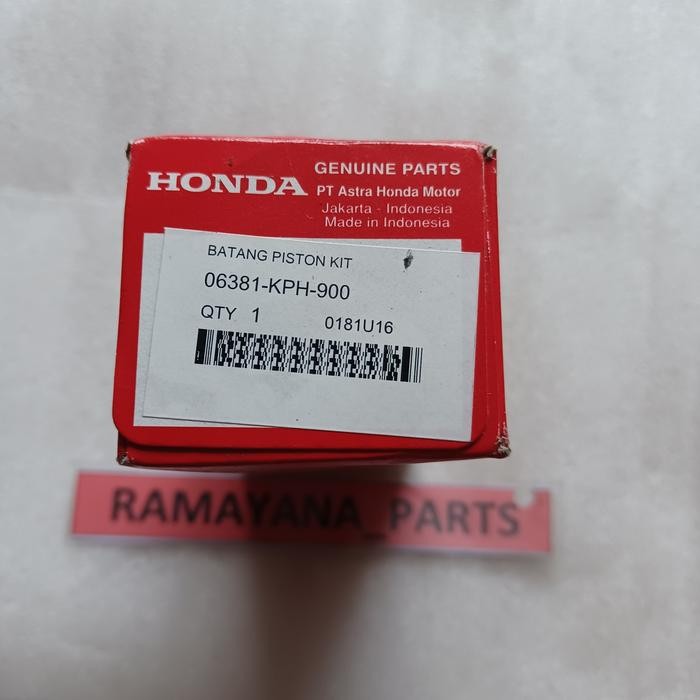 HONDA
GENUINE PARTS
PT Astra Honda Motor
Jakarta - Indonesia
Made in Indonesia
BATANG PISTON KIT
06381-KPH-900
QTY 1 0181U16
RAMAYANA_PARTS